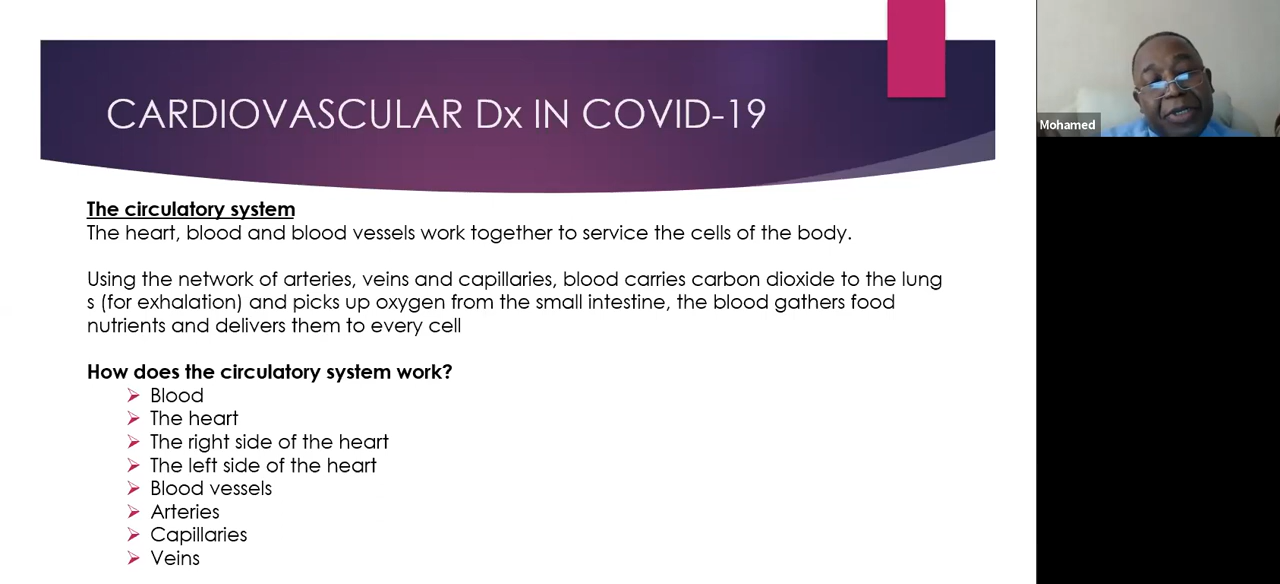 CARDIOVASCULAR Dx IN COVID-19
Mohamed
The circulatory system
The heart, blood and blood vessels work together to service the cells of the body.
Using the network of arteries, veins and capillaries, blood carries carbon dioxide to the lung
s (for exhalation) and picks up oxygen from the small intestine, the blood gathers food
nutrients and delivers them to every cell
How does the circulatory system work?
➢ Blood
➢ The heart
➢ The right side of the heart
➢ The left side of the heart
➢ Blood vessels
➢ Arteries
➢ Capillaries
➢ Veins